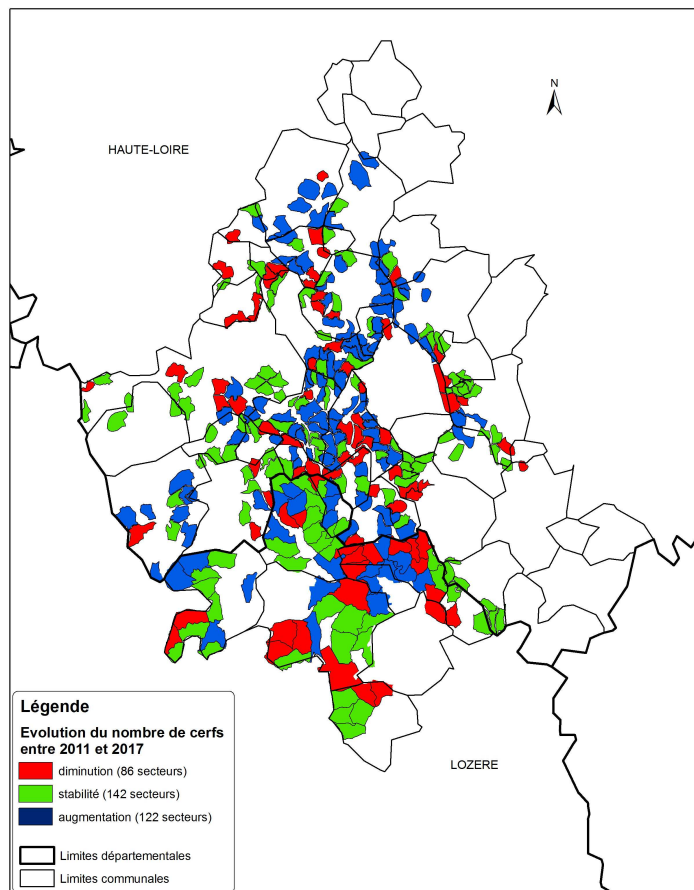 N
HAUTE-LOIRE
LOZERE
Légende
Evolution du nombre de cerfs
entre 2011 et 2017
diminution (86 secteurs)
stabilité (142 secteurs)
augmentation (122 secteurs)
Limites départementales
Limites communales